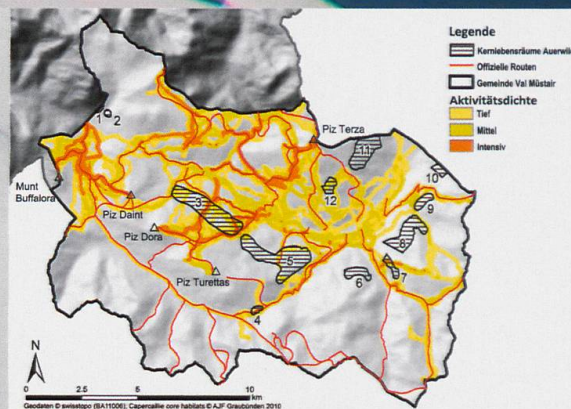 Legende
Kernlebensräume Auerwild
Offizielle Routen
Gemeinde Val Müstair
Aktivitätsdichte
Tief
Mittel
Intensiv
1
2
Piz Terza
11
10
Munt
Buffalora
12
3
9
Piz Daint
Piz Dora
8
5
7
6
Piz Turettas
4
N
0
2.5
5
10
km
Geodaten © swisstopo (BA11006); Capercaillie core habitats © AJF Graubünden 2010